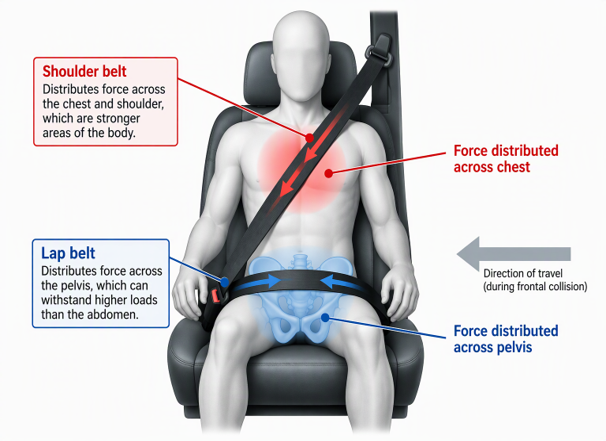 Shoulder belt
Distributes force across
the chest and shoulder,
which are stronger
areas of the body.
Force distributed
across chest
Lap belt
Distributes force across
the pelvis, which can
withstand higher loads
than the abdomen.
Direction of travel
(during frontal collision)
Force distributed
across pelvis